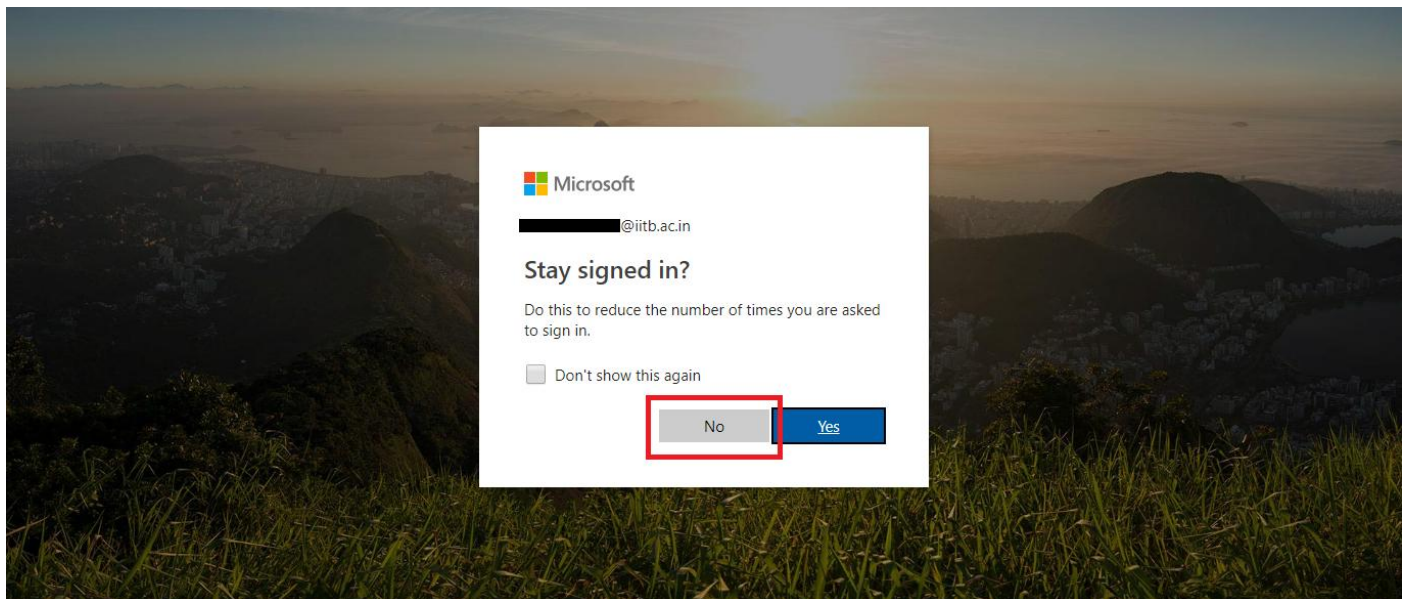 Microsoft
@iitb.ac.in
Stay signed in?
Do this to reduce the number of times you are asked
to sign in.
Don't show this again
No
Yes